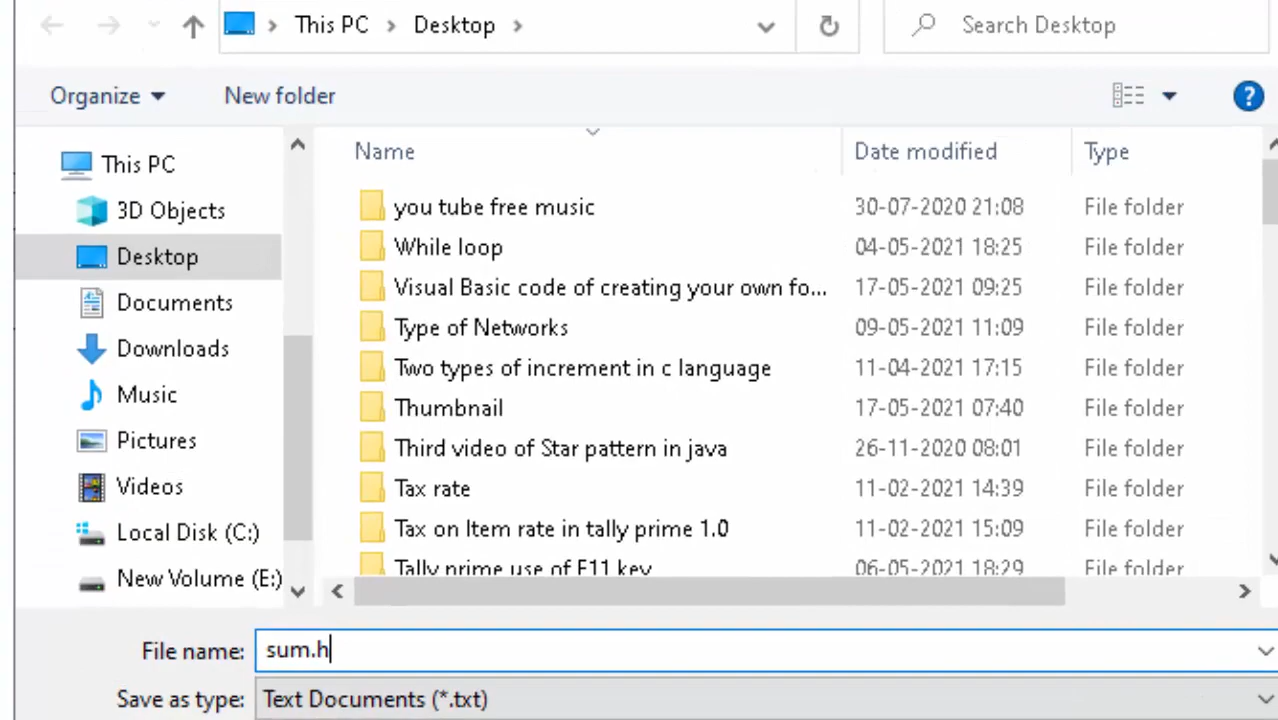 This PC Desktop Search Desktop
Organize New folder
Name Date modified Type
This PC
3D Objects
Desktop
Documents
Downloads
Music
Pictures
Videos
Local Disk (C:)
New Volume (E:)
you tube free music 30-07-2020 21:08 File folder
While loop 04-05-2021 18:25 File folder
Visual Basic code of creating your own fo... 17-05-2021 09:25 File folder
Type of Networks 09-05-2021 11:09 File folder
Two types of increment in c language 11-04-2021 17:15 File folder
Thumbnail 17-05-2021 07:40 File folder
Third video of Star pattern in java 26-11-2020 08:01 File folder
Tax rate 11-02-2021 14:39 File folder
Tax on Item rate in tally prime 1.0 11-02-2021 15:09 File folder
Tally prime use of F11 key 06-05-2021 18:29 File folder
File name: sum.h
Save as type: Text Documents (*.txt)